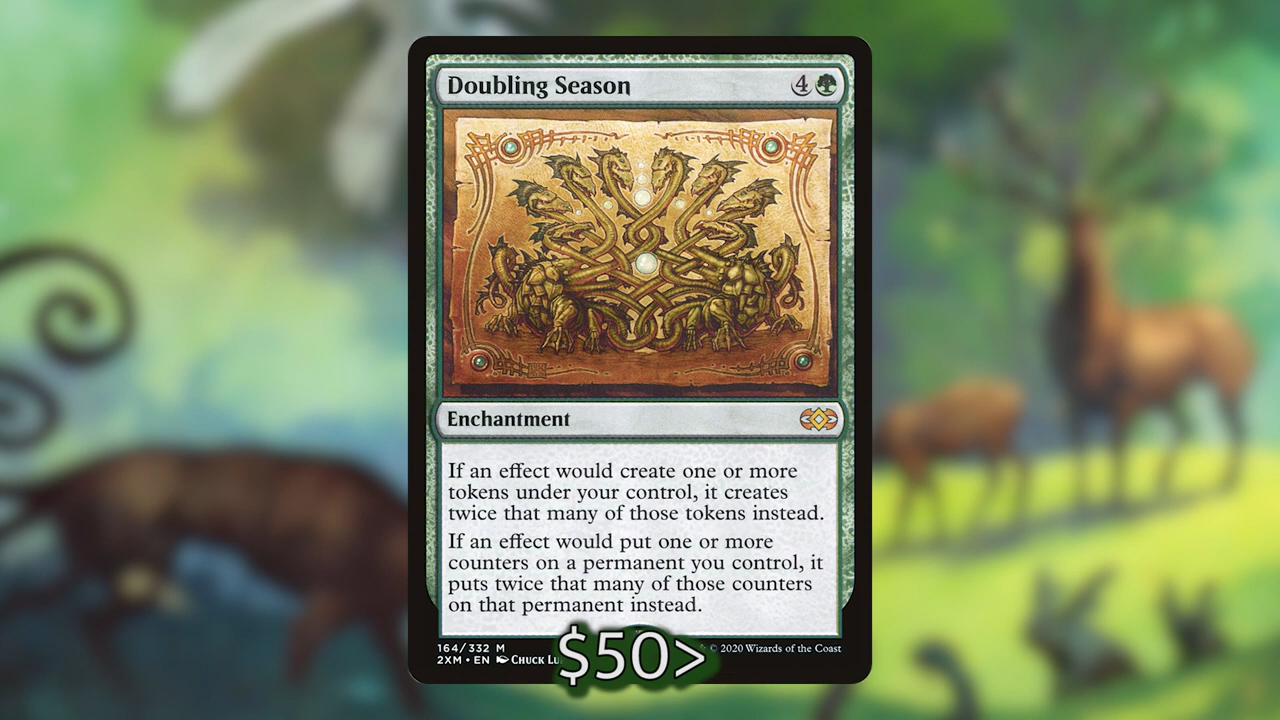 Doubling Season 4
Enchantment
If an effect would create one or more
tokens under your control, it creates
twice that many of those tokens instead.
If an effect would put one or more
counters on a permanent you control, it
puts twice that many of those counters
on that permanent instead.
164/332 M
2XM • EN CHUCK LU © 2020 Wizards of the Coast
$50>